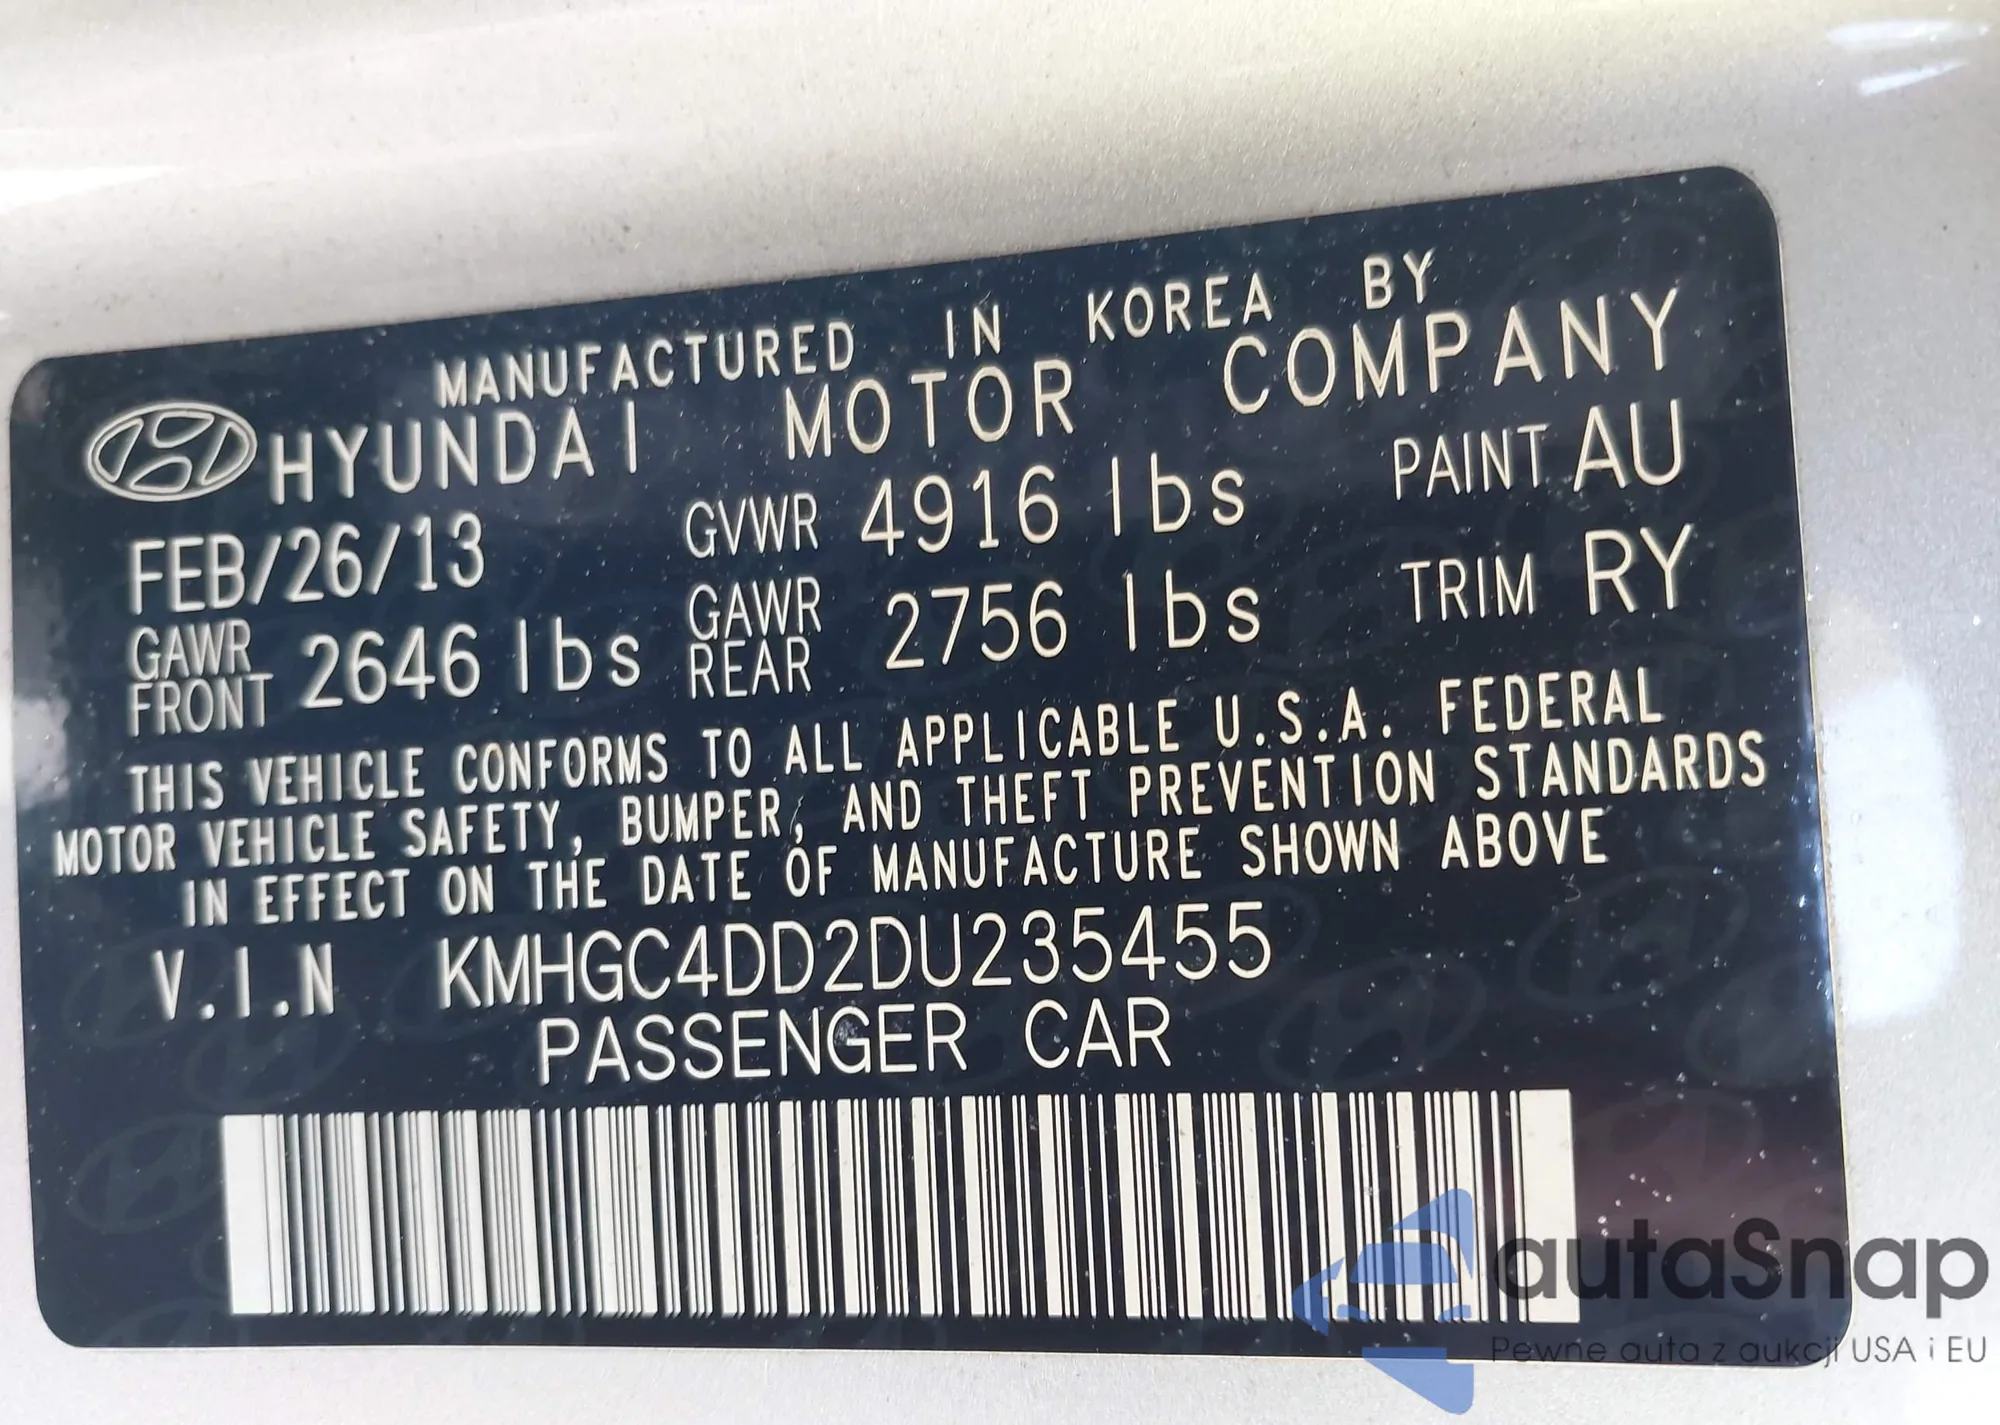 MANUFACTURED IN KOREA BY
HYUNDAI MOTOR COMPANY
FEB/26/13 GVWR 4916 lbs PAINT AU
GAWR FRONT 2646 lbs GAWR REAR 2756 lbs TRIM RY
THIS VEHICLE CONFORMS TO ALL APPLICABLE U.S.A. FEDERAL
MOTOR VEHICLE SAFETY, BUMPER, AND THEFT PREVENTION STANDARDS
IN EFFECT ON THE DATE OF MANUFACTURE SHOWN ABOVE
V.I.N KMHGC4DD2DU235455
PASSENGER CAR
autaSnap
Pewne auta z aukcji USA i EU